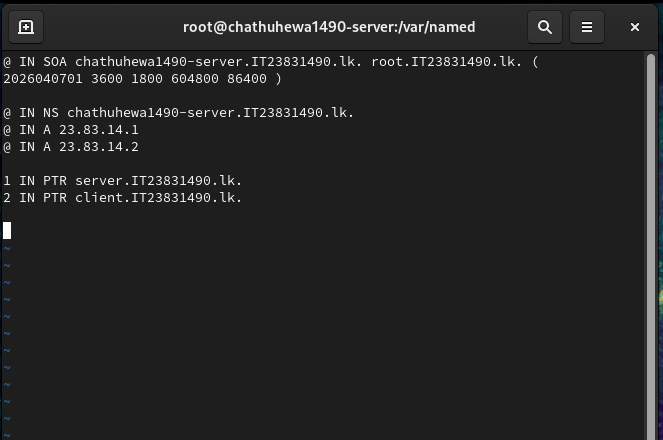 root@chathuhewa1490-server:/var/named
@ IN SOA chathuhewa1490-server.IT23831490.lk. root.IT23831490.lk. (
2026040701 3600 1800 604800 86400 )
@ IN NS chathuhewa1490-server.IT23831490.lk.
@ IN A 23.83.14.1
@ IN A 23.83.14.2
1 IN PTR server.IT23831490.lk.
2 IN PTR client.IT23831490.lk.
~
~
~
~
~
~
~
~
~
~
~
~